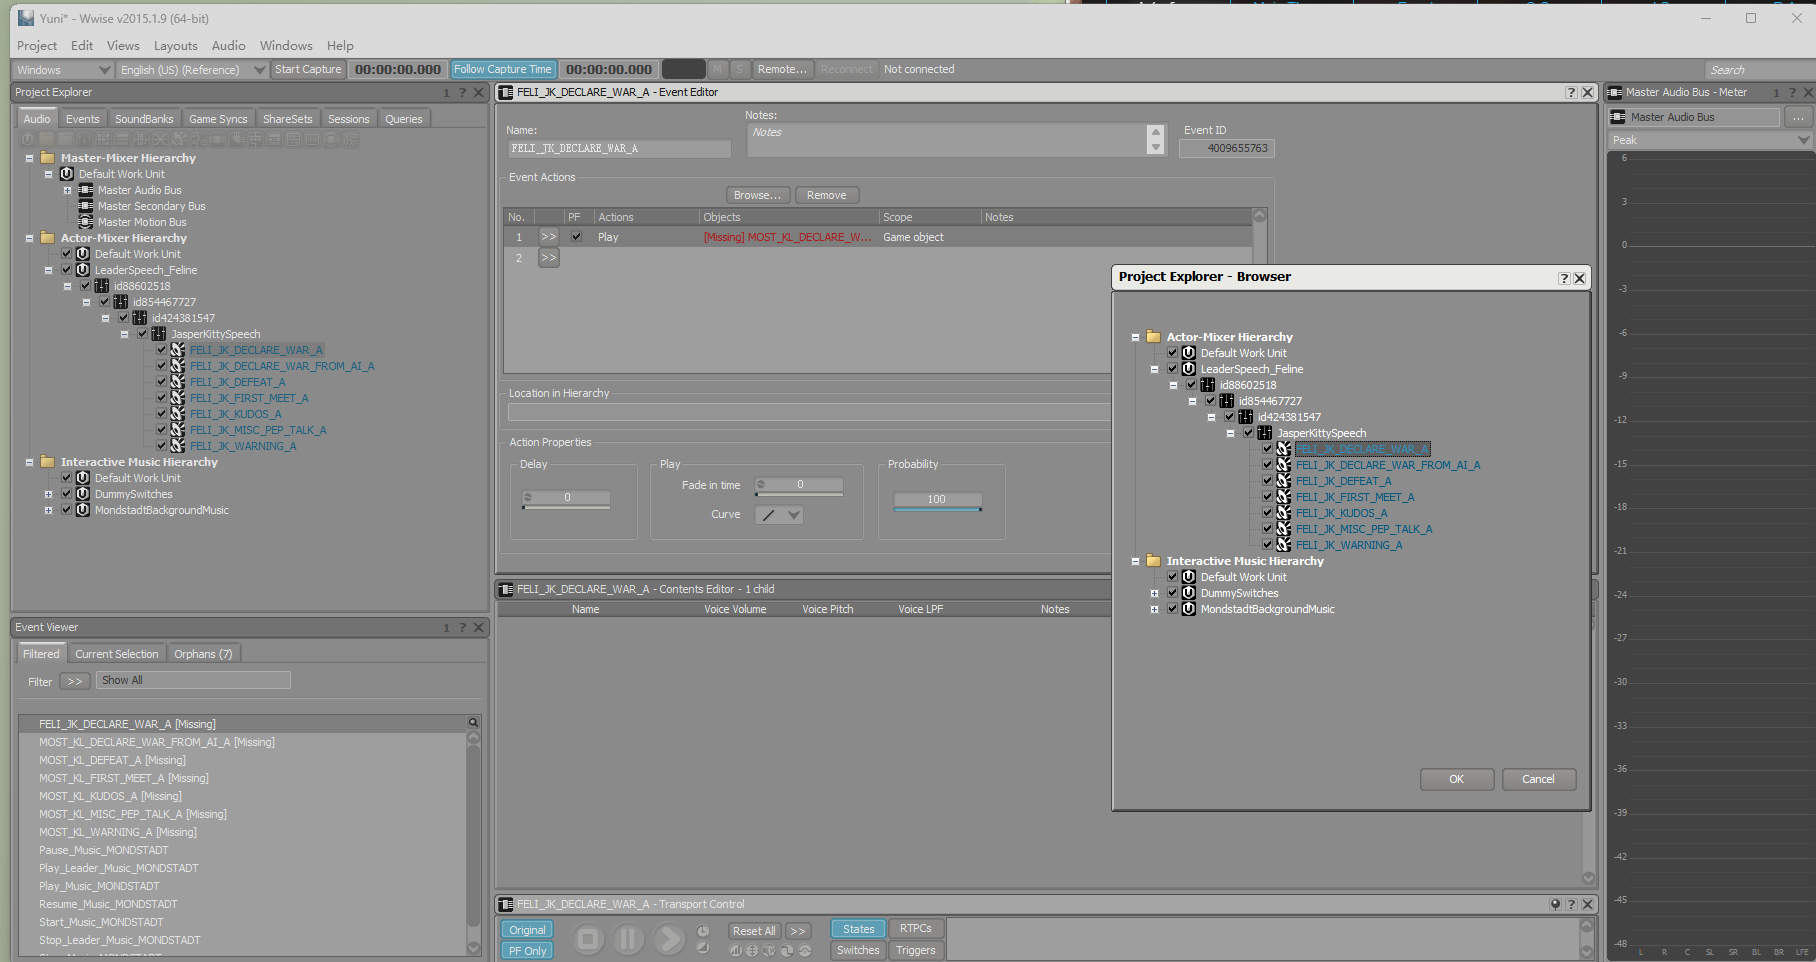 Yuni* - Wwise v2015.1.9 (64-bit)
Project Edit Views Layouts Audio Windows Help
Windows English (US) (Reference) Start Capture 00:00:00.000 Follow Capture Time 00:00:00.000 M S Remote... Reconnect Not connected Search
Project Explorer 1 ?
Audio Events SoundBanks Game Syncs ShareSets Sessions Queries
Master-Mixer Hierarchy
Default Work Unit
Master Audio Bus
Master Secondary Bus
Master Motion Bus
Actor-Mixer Hierarchy
Default Work Unit
LeaderSpeech_Feline
id88602518
id854467727
id424381547
JasperKittySpeech
FELI_JK_DECLARE_WAR_A
FELI_JK_DECLARE_WAR_FROM_AI_A
FELI_JK_DEFEAT_A
FELI_JK_FIRST_MEET_A
FELI_JK_KUDOS_A
FELI_JK_MISC_PEP_TALK_A
FELI_JK_WARNING_A
Interactive Music Hierarchy
Default Work Unit
DummySwitches
MondstadtBackgroundMusic
Event Viewer 1 ?
Filtered Current Selection Orphans (7)
Filter >> Show All
FELI_JK_DECLARE_WAR_A [Missing]
MOST_KL_DECLARE_WAR_FROM_AI_A [Missing]
MOST_KL_DEFEAT_A [Missing]
MOST_KL_FIRST_MEET_A [Missing]
MOST_KL_KUDOS_A [Missing]
MOST_KL_MISC_PEP_TALK_A [Missing]
MOST_KL_WARNING_A [Missing]
Pause_Music_MONDSTADT
Play_Leader_Music_MONDSTADT
Play_Music_MONDSTADT
Resume_Music_MONDSTADT
Start_Music_MONDSTADT
Stop_Leader_Music_MONDSTADT
FELI_JK_DECLARE_WAR_A - Event Editor ?
Name: Notes: Event ID
FELI_JK_DECLARE_WAR_A Notes 4009655763
Event Actions
Browse... Remove
No. PF Actions Objects Scope Notes
1 >> Play [Missing] MOST_KL_DECLARE_W... Game object
2 >>
Location in Hierarchy
Action Properties
Delay Play Probability
0 Fade in time 0 100
Curve
FELI_JK_DECLARE_WAR_A - Contents Editor - 1 child
Name Voice Volume Voice Pitch Voice LPF Notes
FELI_JK_DECLARE_WAR_A - Transport Control ?
Original Reset All >> States RTPCs
PF Only Switches Triggers
Project Explorer - Browser ?
Actor-Mixer Hierarchy
Default Work Unit
LeaderSpeech_Feline
id88602518
id854467727
id424381547
JasperKittySpeech
FELI_JK_DECLARE_WAR_A
FELI_JK_DECLARE_WAR_FROM_AI_A
FELI_JK_DEFEAT_A
FELI_JK_FIRST_MEET_A
FELI_JK_KUDOS_A
FELI_JK_MISC_PEP_TALK_A
FELI_JK_WARNING_A
Interactive Music Hierarchy
Default Work Unit
DummySwitches
MondstadtBackgroundMusic
OK Cancel
Master Audio Bus - Meter 1 ?
Master Audio Bus ...
Peak
6
3
0
-3
-6
-9
-12
-15
-18
-21
-24
-27
-30
-33
-36
-39
-42
-45
-48
L R C SL SR BL BR LFE